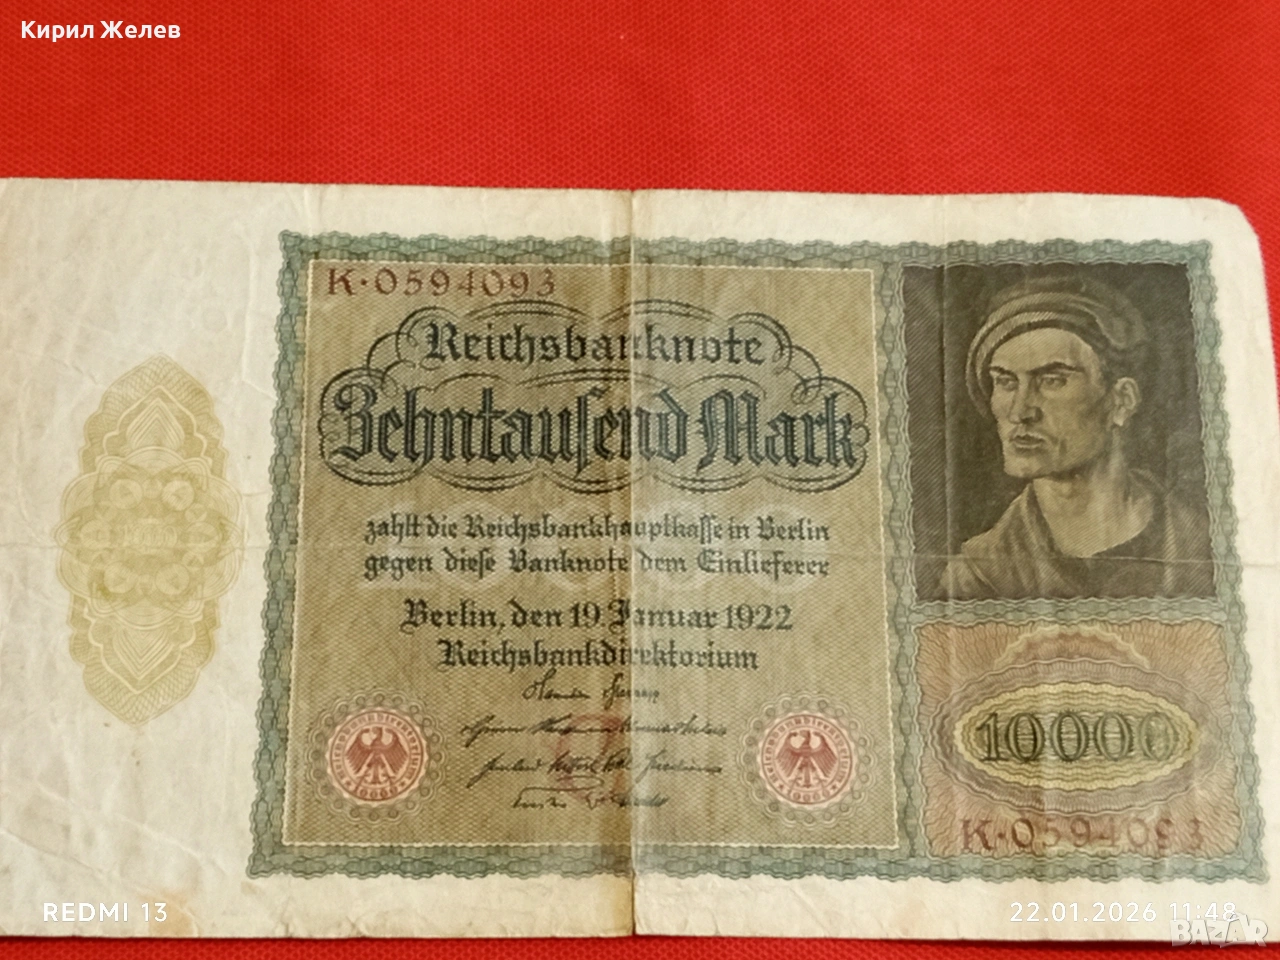 Кирил Желев
K·0594093
Reichsbanknote
Zehntausend Mark
zahlt die Reichsbankhauptkasse in Berlin
gegen diese Banknote dem Einlieferer
Berlin, den 19. Januar 1922
Reichsbankdirektorium
10000
K·0594093
REDMI 13
22.01.2026 11:48
BAZAR